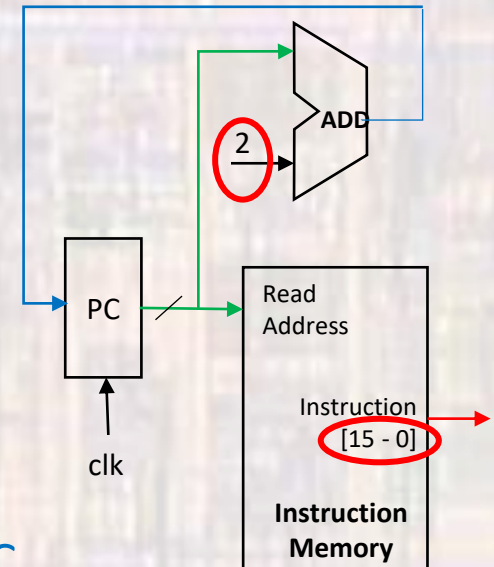 ADD
2
PC
Read
Address
Instruction
[15 - 0]
clk
Instruction
Memory